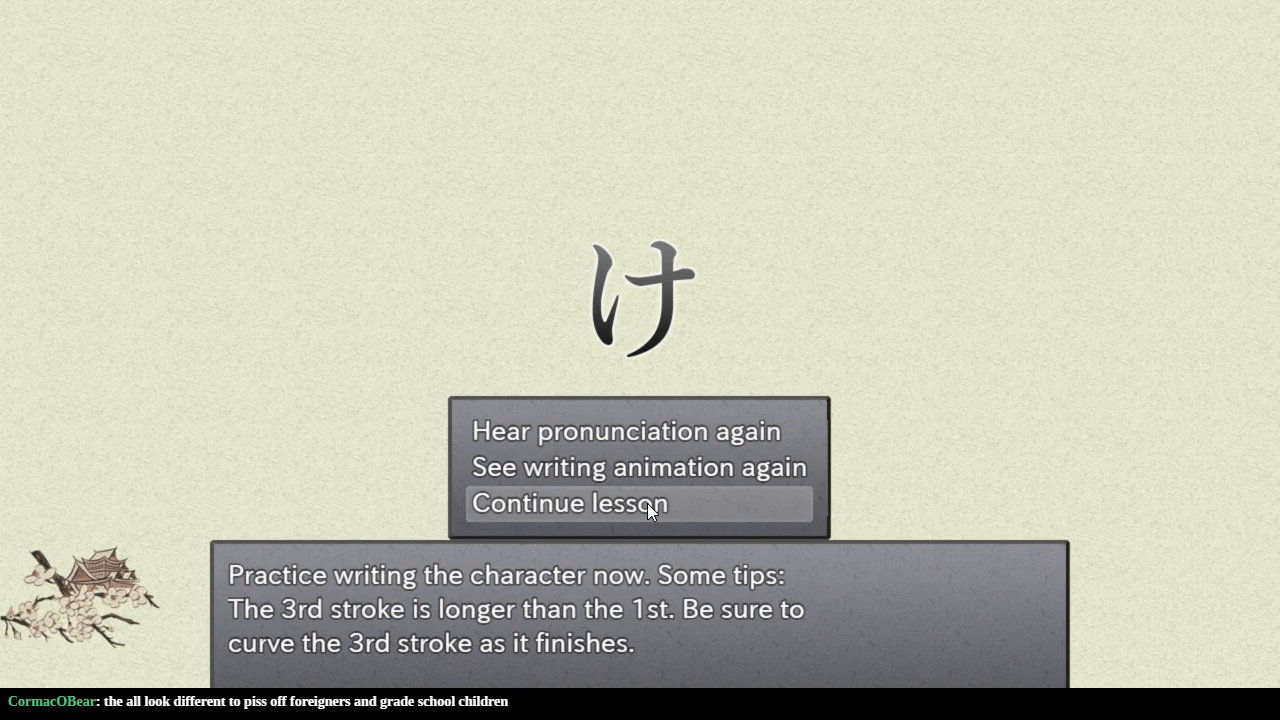 け
Hear pronunciation again
See writing animation again
Continue lesson
Practice writing the character now. Some tips:
The 3rd stroke is longer than the 1st. Be sure to
curve the 3rd stroke as it finishes.
CormacOBear: the all look different to piss off foreigners and grade school children